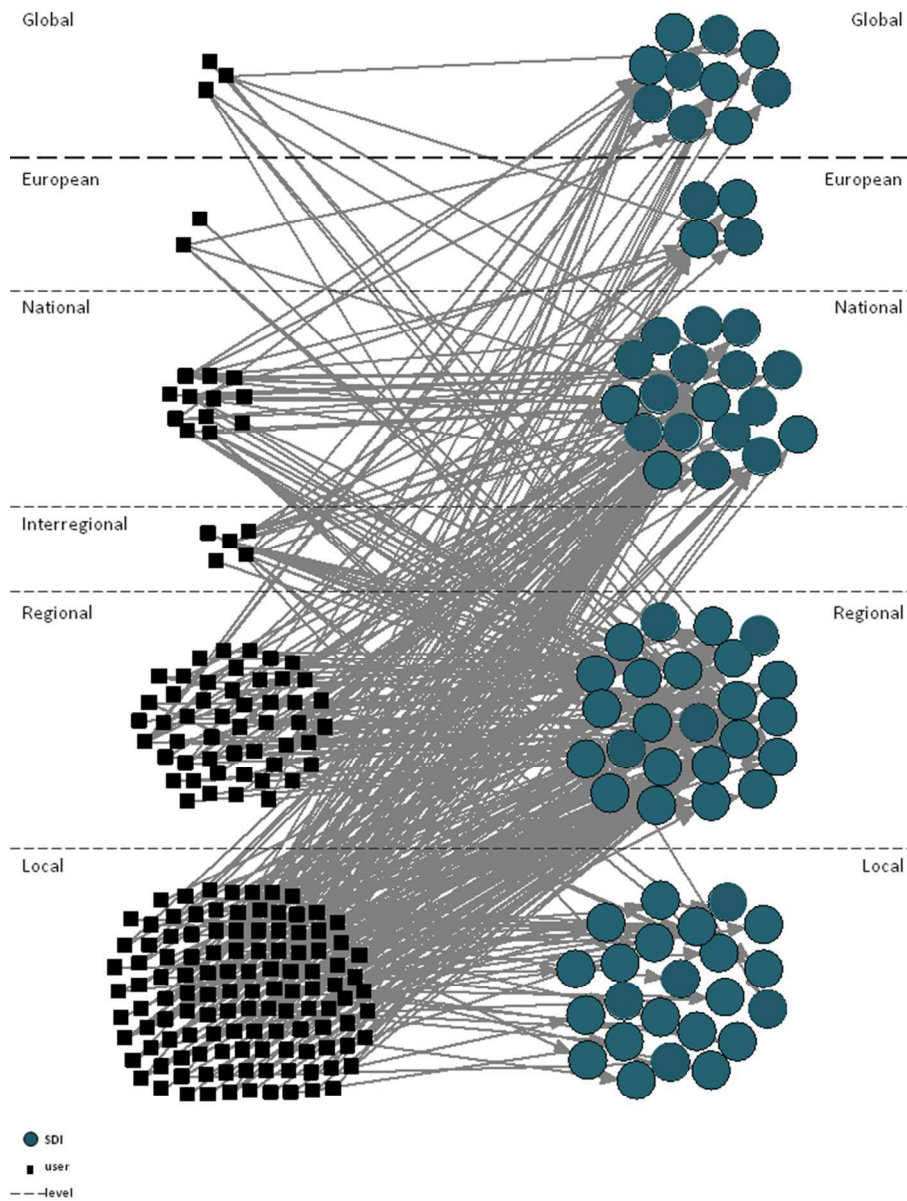 Global Global
European European
National National
Interregional
Regional Regional
Local Local
SDI
user
level